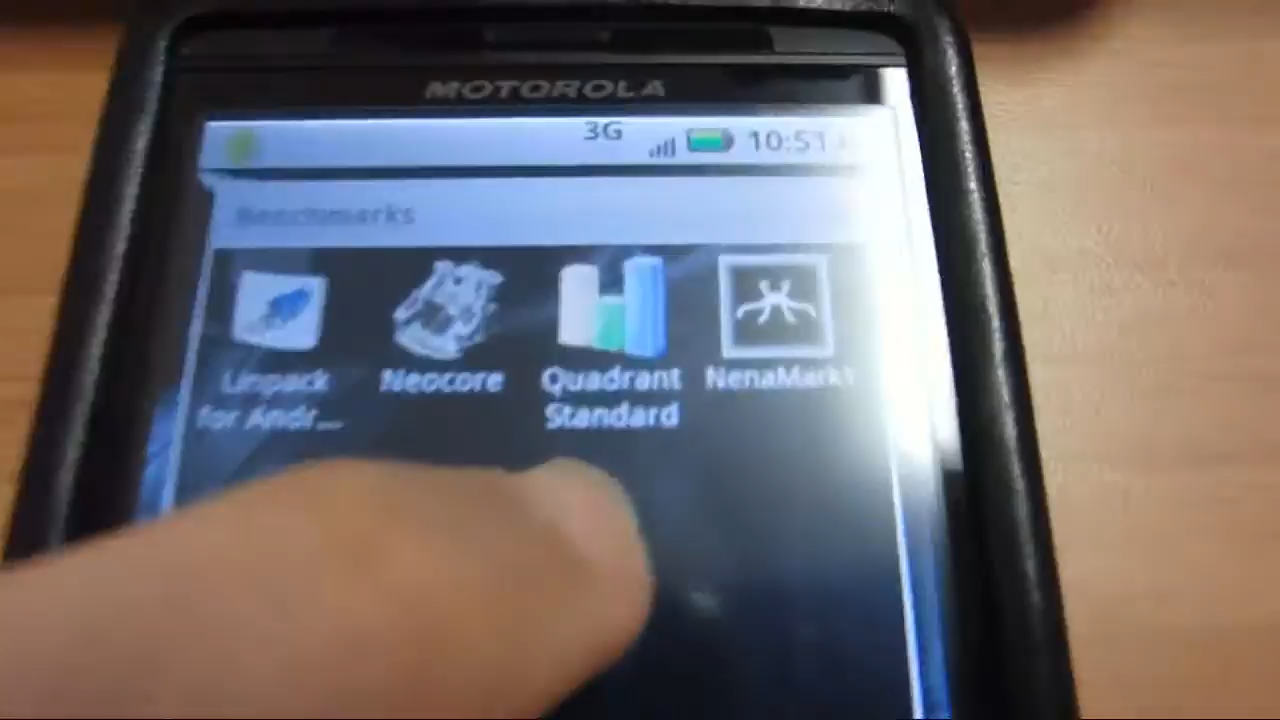 MOTOROLA
3G 10:51
Benchmarks
Linpack
for Andr...
Neocore
Quadrant
Standard
NenaMark1